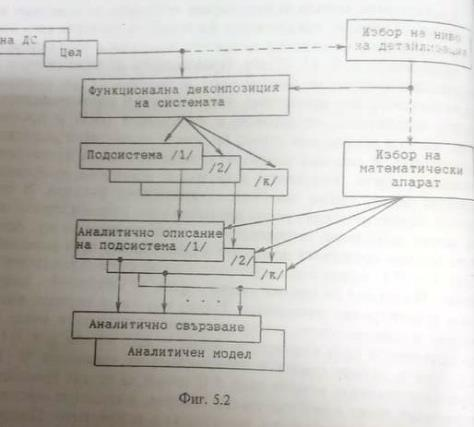 на ДС
Цел
Избор на ниво
на детайлизация
Функционална декомпозиция
на системата
Подсистема /1/
/2/
/к/
Избор на
математически
апарат
Аналитично описание
на подсистема /1/
/2/
/к/
. . .
Аналитично свързване
Аналитичен модел
Фиг. 5.2